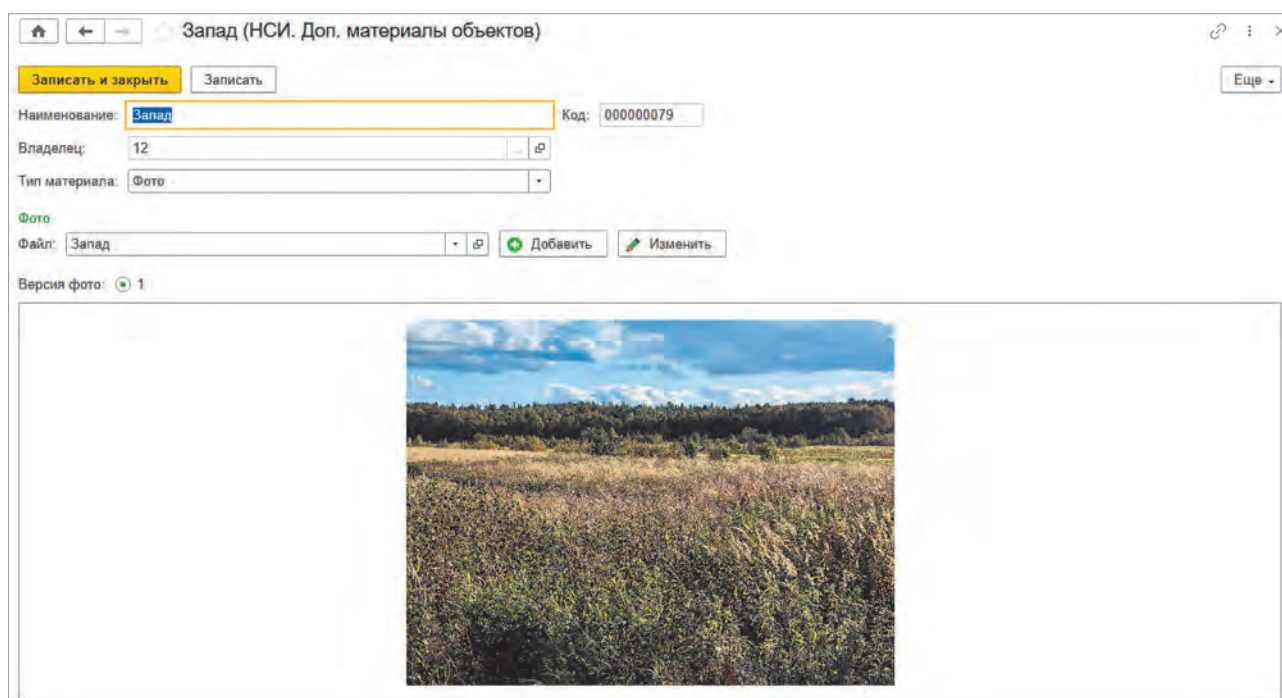 Запад (НСИ. Доп. материалы объектов)
Записать и закрыть Записать Еще
Наименование: Запад Код: 000000079
Владелец: 12 ...
Тип материала: Фото
Фото
Файл: Запад Добавить Изменить
Версия фото: 1